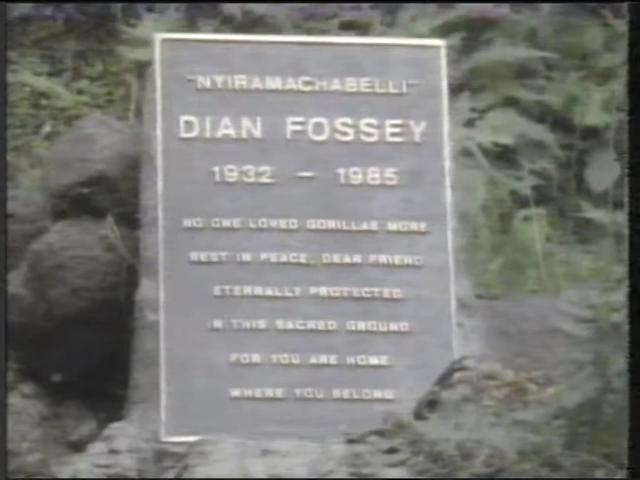 "NYIRAMACHABELLI"
DIAN FOSSEY
1932 – 1985
NO ONE LOVED GORILLAS MORE
REST IN PEACE, DEAR FRIEND
ETERNALLY PROTECTED
IN THIS SACRED GROUND
FOR YOU ARE HOME
WHERE YOU BELONG